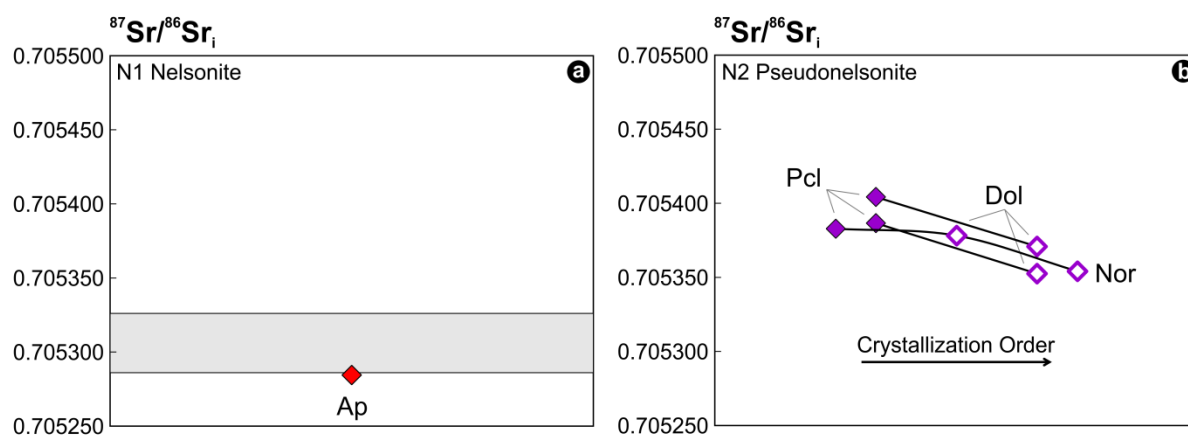 ⁸⁷Sr/⁸⁶Srᵢ
0.705500
0.705450
0.705400
0.705350
0.705300
0.705250
N1 Nelsonite
a
Ap
⁸⁷Sr/⁸⁶Srᵢ
0.705500
0.705450
0.705400
0.705350
0.705300
0.705250
N2 Pseudonelsonite
b
Pcl
Dol
Nor
Crystallization Order